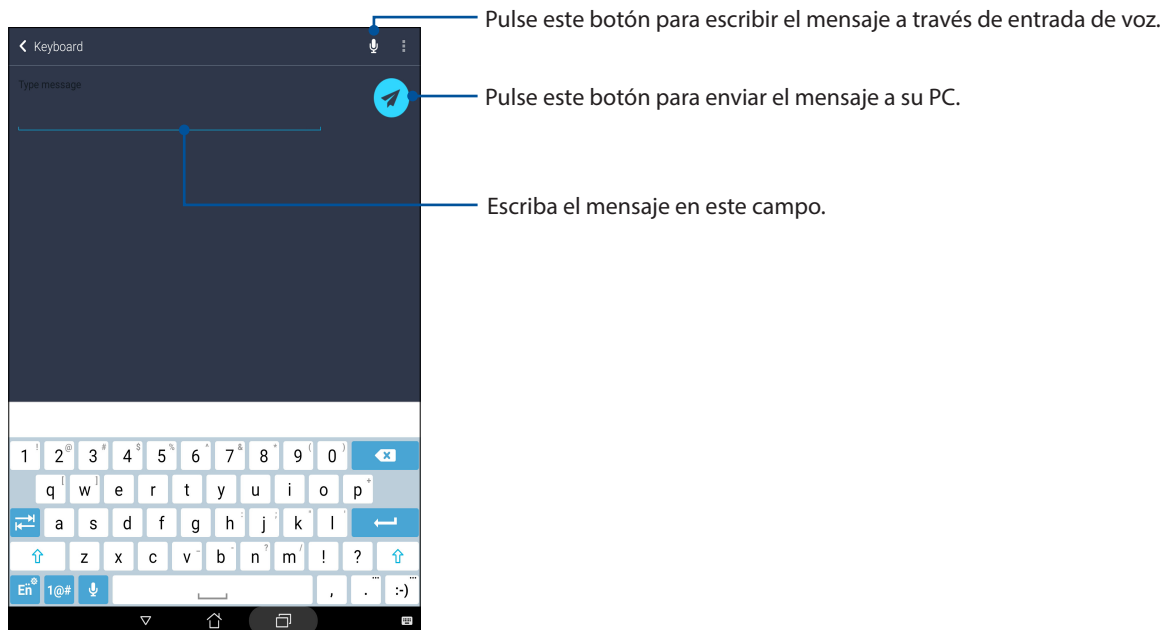 Pulse este botón para escribir el mensaje a través de entrada de voz.
Keyboard
Type message
Pulse este botón para enviar el mensaje a su PC.
Escriba el mensaje en este campo.
1 ! 2 @ 3 # 4 $ 5 % 6 ^ 7 & 8 * 9 ( 0 )
q [ w ] e r t y u i o p +
a s d f g h : j ; k " l '
z x c v _ b - n ? m / ! ?
En 1@# , . ... :-) ...